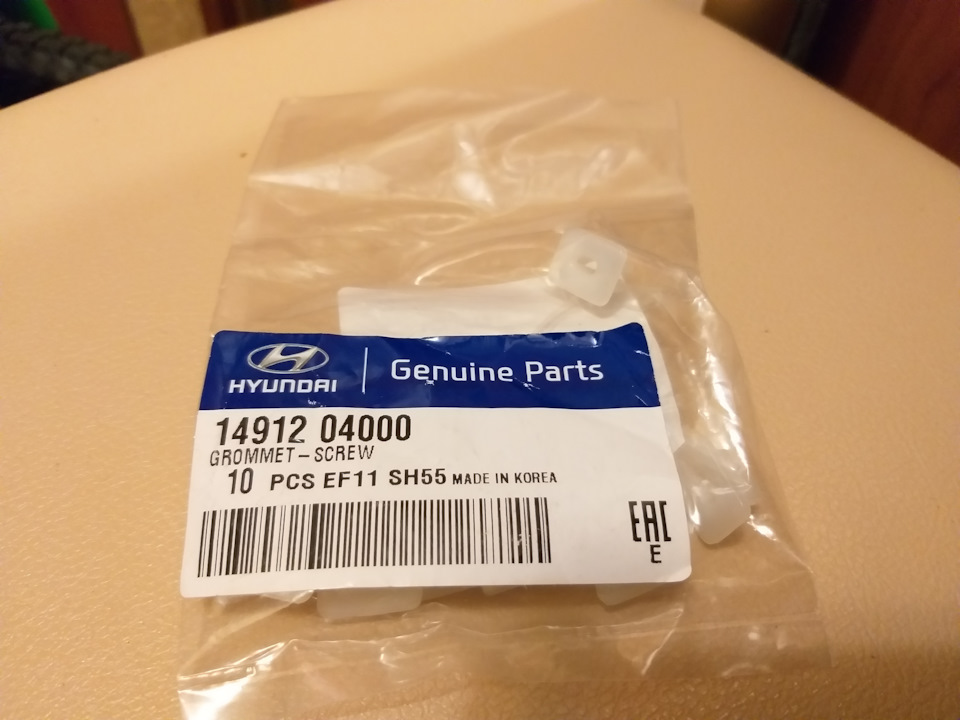 HYUNDAI
Genuine Parts
14912 04000
GROMMET-SCREW
10 PCS EF11 SH55 MADE IN KOREA
EAC
E